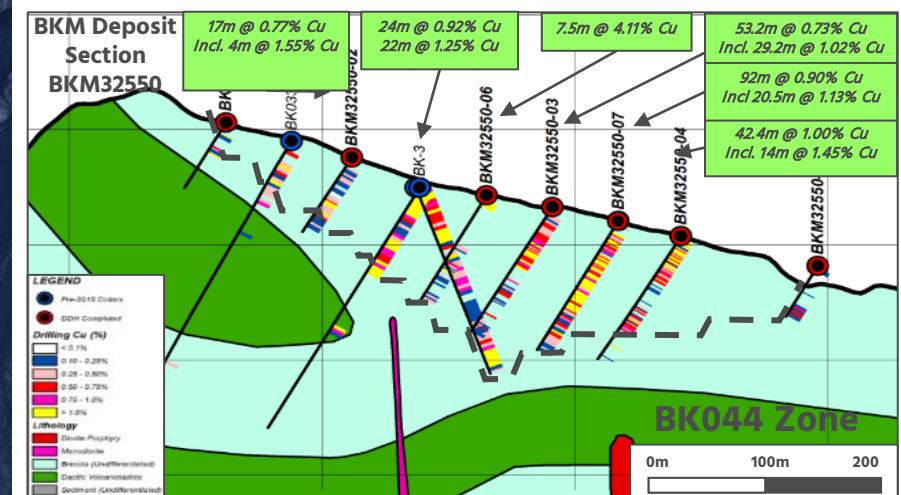 BKM Deposit
Section
BKM32550
17m @ 0.77% Cu
Incl. 4m @ 1.55% Cu
24m @ 0.92% Cu
22m @ 1.25% Cu
7.5m @ 4.11% Cu
53.2m @ 0.73% Cu
Incl. 29.2m @ 1.02% Cu
92m @ 0.90% Cu
Incl 20.5m @ 1.13% Cu
42.4m @ 1.00% Cu
Incl. 14m @ 1.45% Cu
BK
BK033
BKM32550-02
BK-3
BKM32550-06
BKM32550-03
BKM32550-07
BKM32550-04
BKM32550-
LEGEND
Pre-2015 Collars
DDH Completed
Drilling Cu (%)
< 0.1%
0.10 - 0.25%
0.25 - 0.50%
0.50 - 0.75%
0.75 - 1.0%
> 1.0%
Lithology
Diorite Porphyry
Microdiorite
Breccia (Undifferentiated)
Dacitic Volcaniclastics
Sediment (Undifferentiated)
BK044 Zone
0m 100m 200